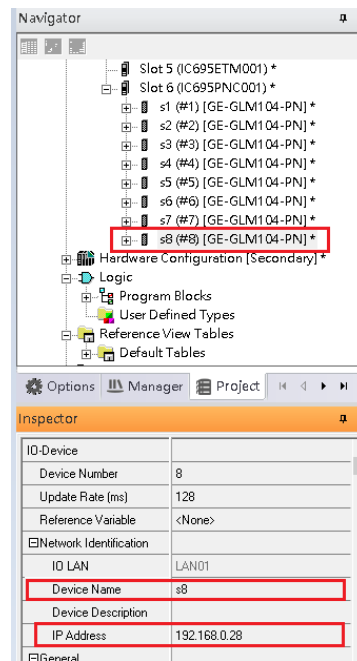 Navigator
Slot 5 (IC695ETM001) *
Slot 6 (IC695PNC001) *
s1 (#1) [GE-GLM104-PN] *
s2 (#2) [GE-GLM104-PN] *
s3 (#3) [GE-GLM104-PN] *
s4 (#4) [GE-GLM104-PN] *
s5 (#5) [GE-GLM104-PN] *
s6 (#6) [GE-GLM104-PN] *
s7 (#7) [GE-GLM104-PN] *
s8 (#8) [GE-GLM104-PN] *
Hardware Configuration [Secondary] *
Logic
Program Blocks
User Defined Types
Reference View Tables
Default Tables
Options Manager Project
Inspector
IO-Device
Device Number 8
Update Rate (ms) 128
Reference Variable <None>
Network Identification
IO LAN LAN01
Device Name s8
Device Description
IP Address 192.168.0.28
General